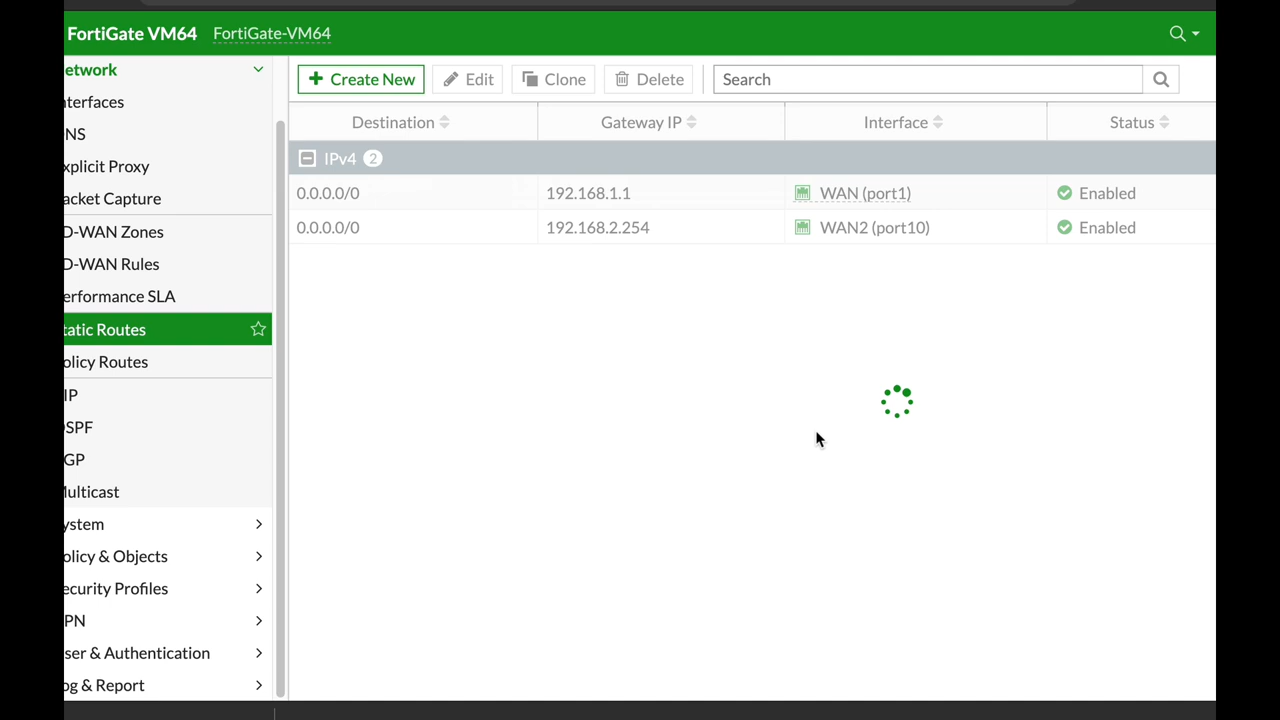 FortiGate VM64 FortiGate-VM64
etwork
nterfaces
NS
xplicit Proxy
acket Capture
D-WAN Zones
D-WAN Rules
erformance SLA
tatic Routes
olicy Routes
IP
SPF
GP
ulticast
ystem
olicy & Objects
ecurity Profiles
PN
ser & Authentication
og & Report
Create New Edit Clone Delete Search
Destination Gateway IP Interface Status
IPv4 2
0.0.0.0/0 192.168.1.1 WAN (port1) Enabled
0.0.0.0/0 192.168.2.254 WAN2 (port10) Enabled